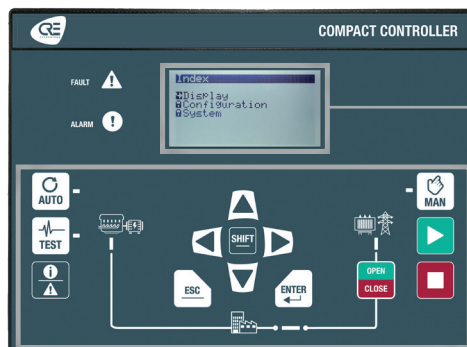 CRE
COMPACT CONTROLLER
FAULT
ALARM
Index
Display
Configuration
System
AUTO
MAN
TEST
SHIFT
ESC
ENTER
OPEN
CLOSE